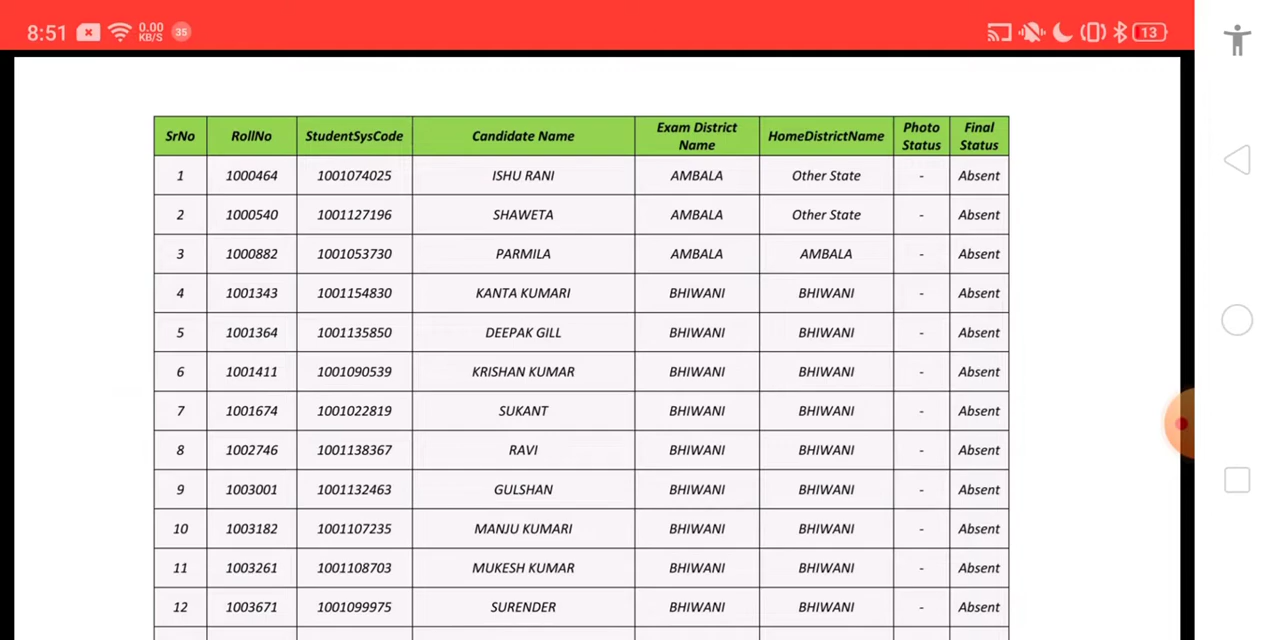 8:51 0.00 KB/S 35 13
SrNo RollNo StudentSysCode Candidate Name Exam District Name HomeDistrictName Photo Status Final Status
1 1000464 1001074025 ISHU RANI AMBALA Other State - Absent
2 1000540 1001127196 SHAWETA AMBALA Other State - Absent
3 1000882 1001053730 PARMILA AMBALA AMBALA - Absent
4 1001343 1001154830 KANTA KUMARI BHIWANI BHIWANI - Absent
5 1001364 1001135850 DEEPAK GILL BHIWANI BHIWANI - Absent
6 1001411 1001090539 KRISHAN KUMAR BHIWANI BHIWANI - Absent
7 1001674 1001022819 SUKANT BHIWANI BHIWANI - Absent
8 1002746 1001138367 RAVI BHIWANI BHIWANI - Absent
9 1003001 1001132463 GULSHAN BHIWANI BHIWANI - Absent
10 1003182 1001107235 MANJU KUMARI BHIWANI BHIWANI - Absent
11 1003261 1001108703 MUKESH KUMAR BHIWANI BHIWANI - Absent
12 1003671 1001099975 SURENDER BHIWANI BHIWANI - Absent